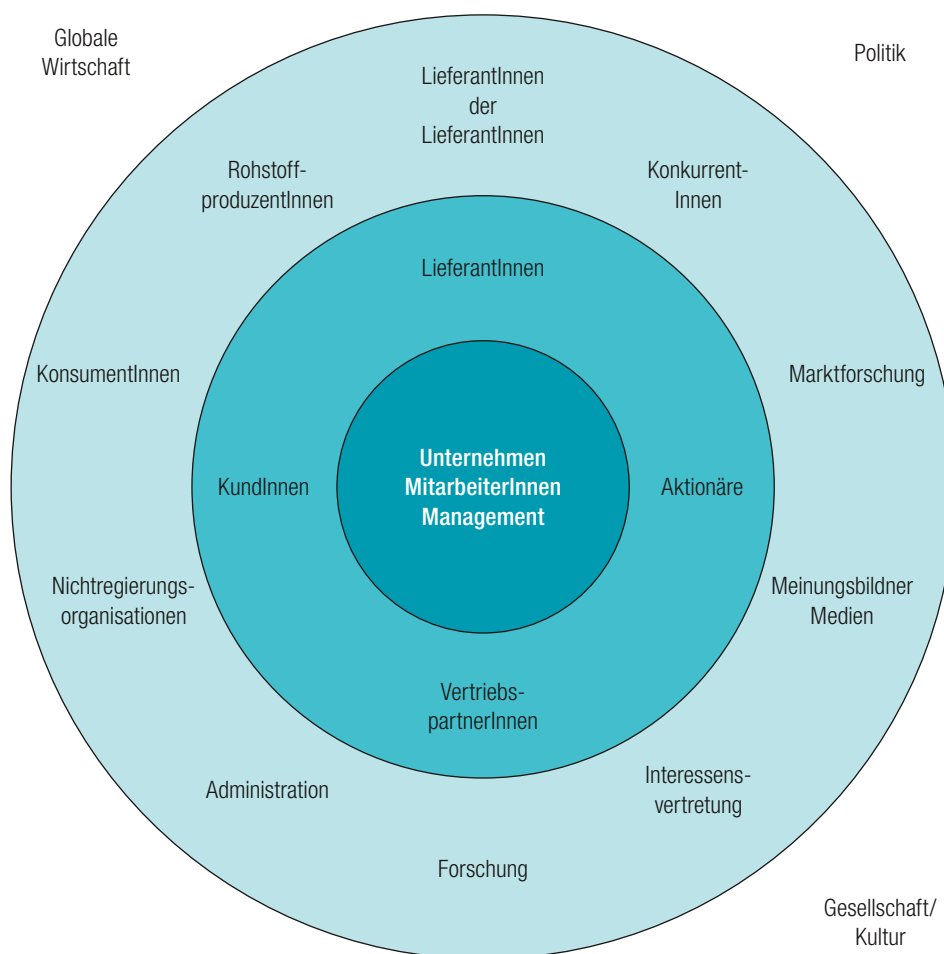 Globale
Wirtschaft
Politik
LieferantInnen
der
LieferantInnen
Rohstoff-
produzentInnen
Konkurrent-
Innen
LieferantInnen
KonsumentInnen
Marktforschung
KundInnen
Unternehmen
MitarbeiterInnen
Management
Aktionäre
Nichtregierungs-
organisationen
Meinungsbildner
Medien
Vertriebs-
partnerInnen
Administration
Interessens-
vertretung
Forschung
Gesellschaft/
Kultur